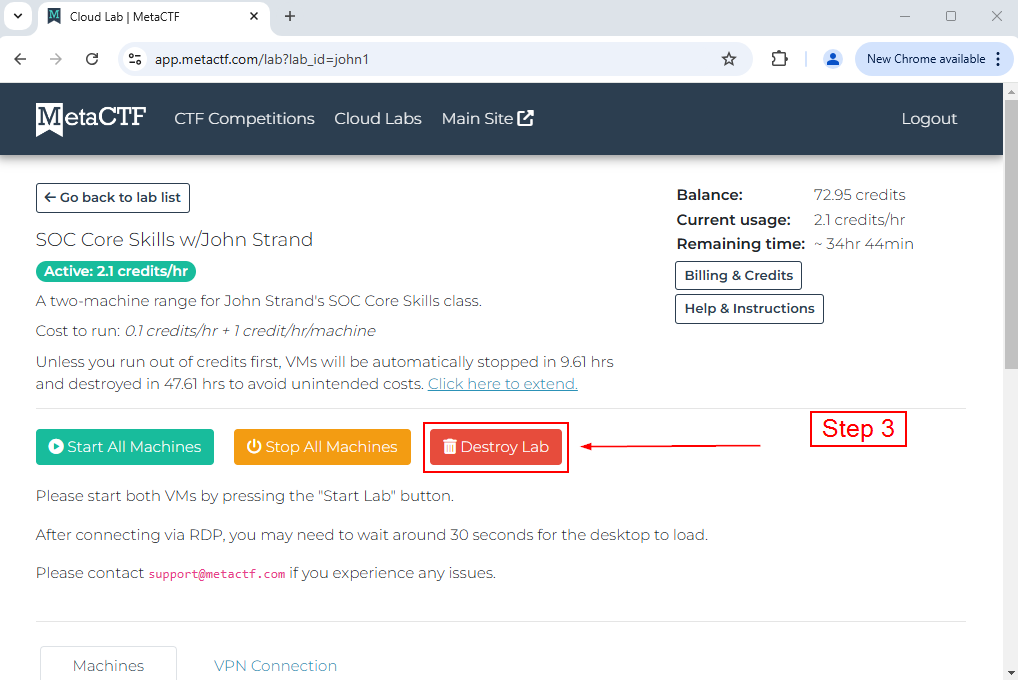 Cloud Lab | MetaCTF
app.metactf.com/lab?lab_id=john1
New Chrome available
MetaCTF
CTF Competitions
Cloud Labs
Main Site
Logout
Go back to lab list
Balance: 72.95 credits
Current usage: 2.1 credits/hr
Remaining time: ~ 34hr 44min
Billing & Credits
Help & Instructions
SOC Core Skills w/John Strand
Active: 2.1 credits/hr
A two-machine range for John Strand's SOC Core Skills class.
Cost to run: 0.1 credits/hr + 1 credit/hr/machine
Unless you run out of credits first, VMs will be automatically stopped in 9.61 hrs
and destroyed in 47.61 hrs to avoid unintended costs. Click here to extend.
Start All Machines
Stop All Machines
Destroy Lab
Step 3
Please start both VMs by pressing the "Start Lab" button.
After connecting via RDP, you may need to wait around 30 seconds for the desktop to load.
Please contact support@metactf.com if you experience any issues.
Machines
VPN Connection